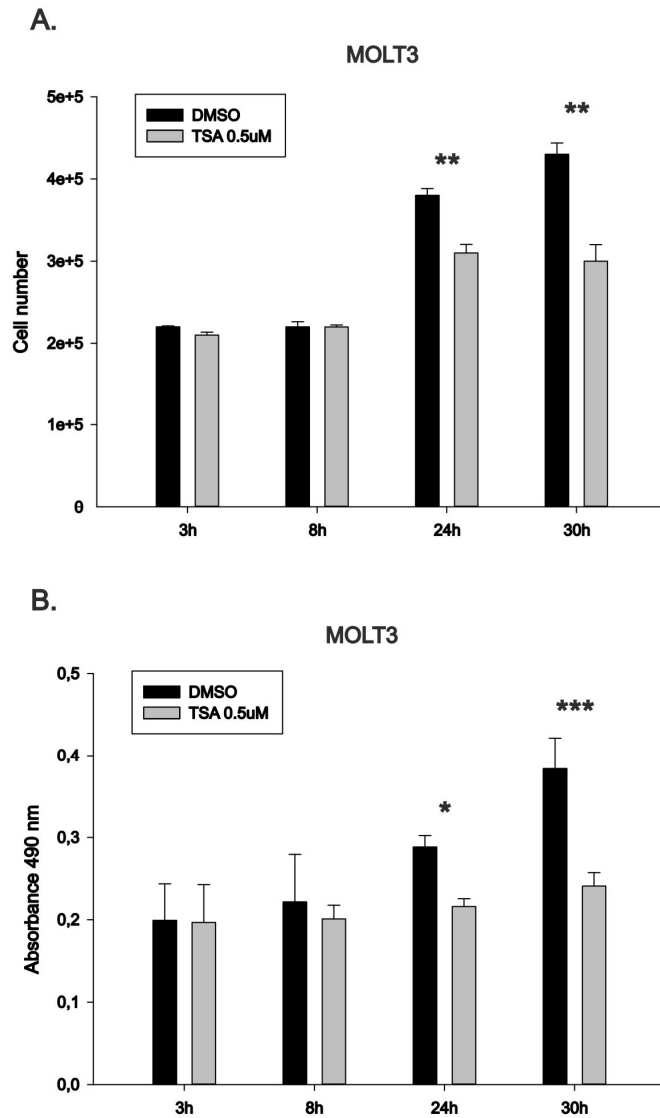 A.
MOLT3
5e+5
DMSO
TSA 0.5uM
**
**
4e+5
3e+5
Cell number
2e+5
1e+5
0
3h 8h 24h 30h
B.
MOLT3
0,5
DMSO
TSA 0.5uM
***
0,4
*
0,3
Absorbance 490 nm
0,2
0,1
0,0
3h 8h 24h 30h